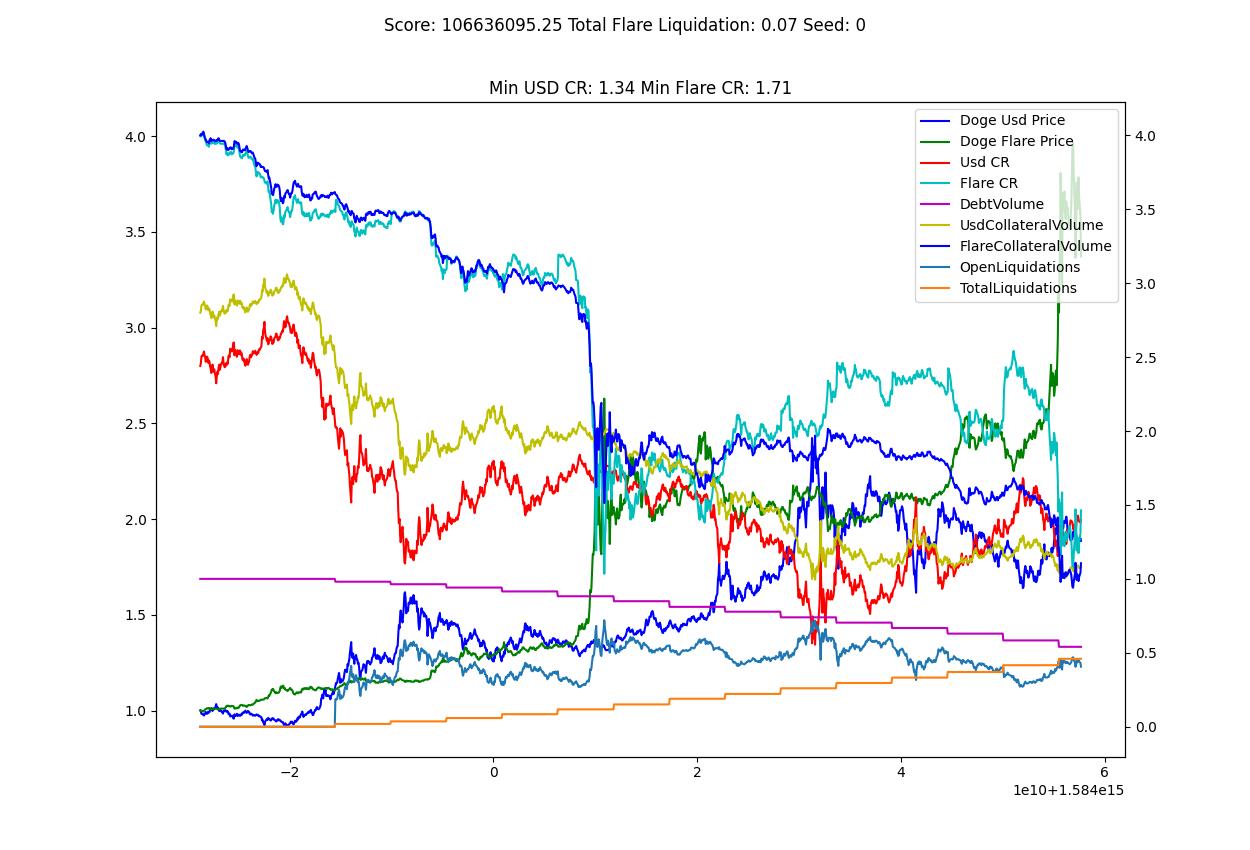 Score: 106636095.25 Total Flare Liquidation: 0.07 Seed: 0
Min USD CR: 1.34 Min Flare CR: 1.71
Doge Usd Price
Doge Flare Price
Usd CR
Flare CR
DebtVolume
UsdCollateralVolume
FlareCollateralVolume
OpenLiquidations
TotalLiquidations
4.0
3.5
3.0
2.5
2.0
1.5
1.0
4.0
3.5
3.0
2.5
2.0
1.5
1.0
0.5
0.0
−2
0
2
4
6
1e10+1.584e15